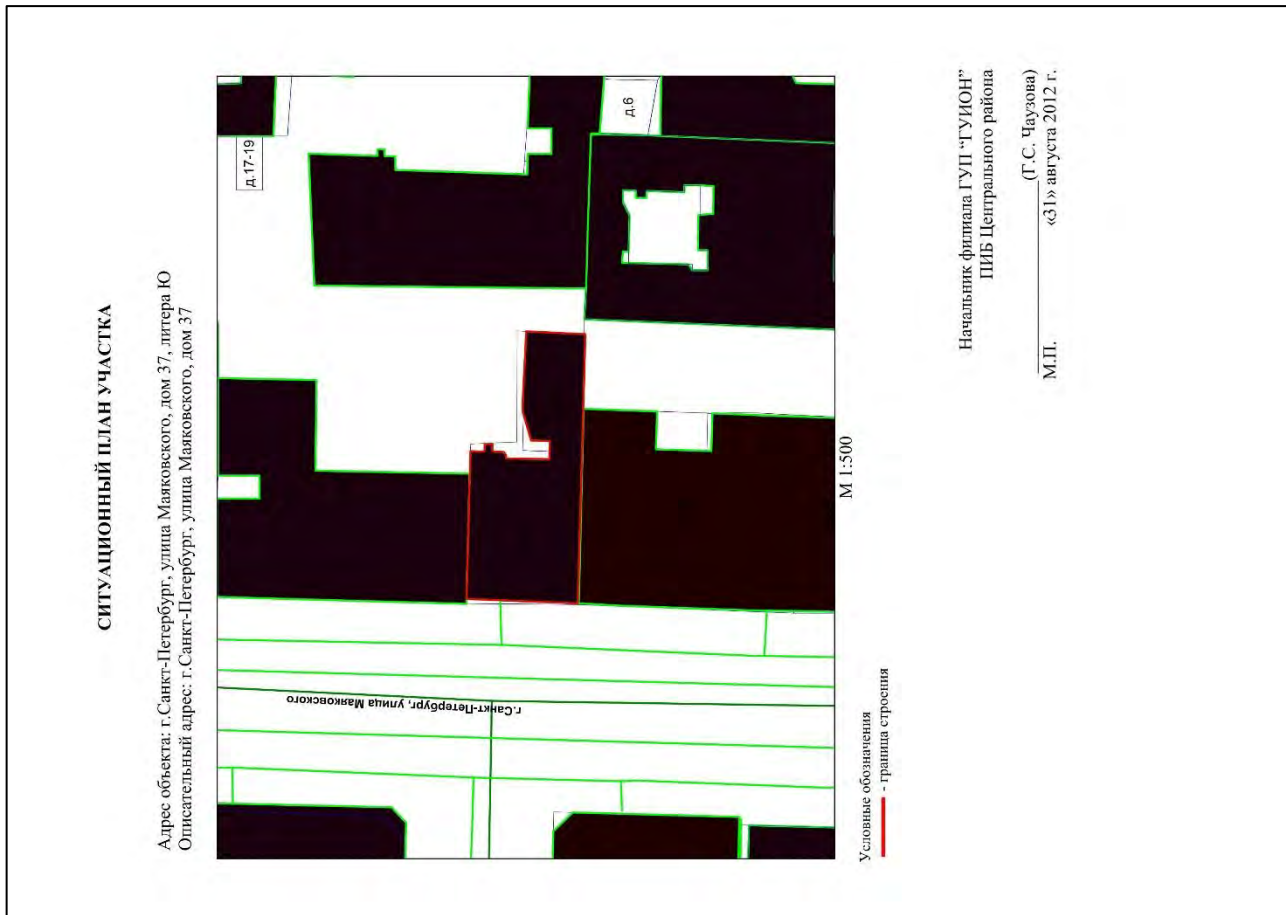 СИТУАЦИОННЫЙ ПЛАН УЧАСТКА
Адрес объекта: г.Санкт-Петербург, улица Маяковского, дом 37, литера Ю
Описательный адрес: г.Санкт-Петербург, улица Маяковского, дом 37
д.17-19
д.6
г.Санкт-Петербург, улица Маяковского
М 1:500
Условные обозначения
- граница строения
Начальник филиала ГУП "ГУИОН"
ПИБ Центрального района
(Г.С. Чаузова)
М.П. «31» августа 2012 г.